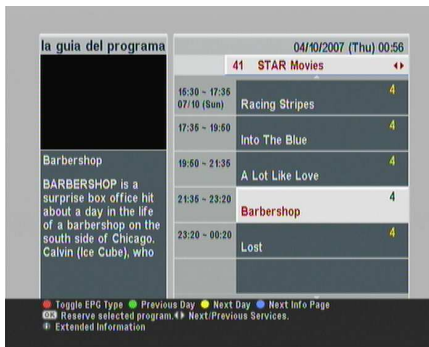 la guia del programa
04/10/2007 (Thu) 00:56
41 STAR Movies
15:30 ~ 17:35
07/10 (Sun)
Racing Stripes
4
17:35 ~ 19:50
Into The Blue
4
19:50 ~ 21:35
A Lot Like Love
4
21:35 ~ 23:20
Barbershop
4
23:20 ~ 00:20
Lost
4
Barbershop
BARBERSHOP is a
surprise box office hit
about a day in the life
of a barbershop on the
south side of Chicago.
Calvin (Ice Cube), who
Toggle EPG Type Previous Day Next Day Next Info Page
OK Reserve selected program. Next/Previous Services.
i Extended Information